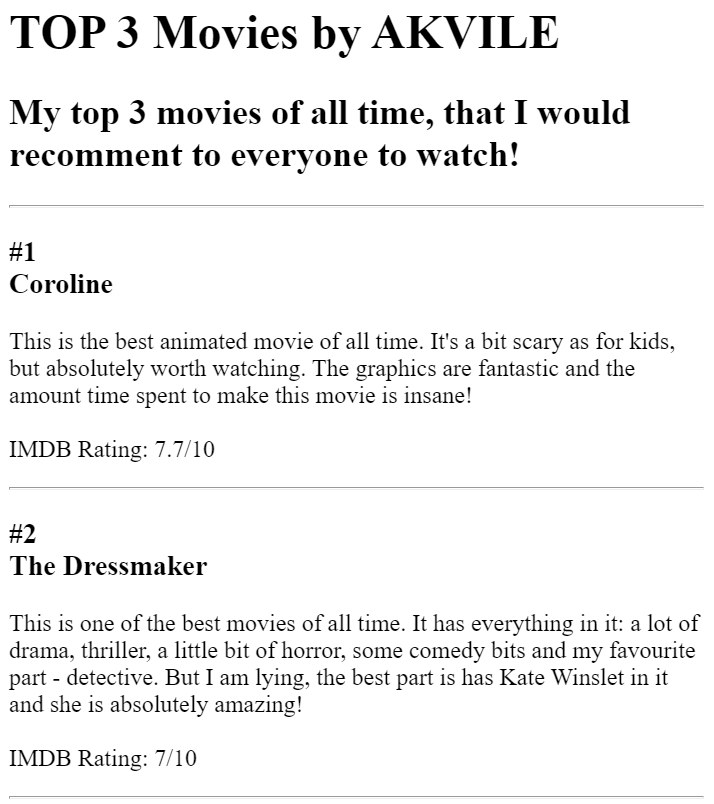 TOP 3 Movies by AKVILE
My top 3 movies of all time, that I would
recomment to everyone to watch!
#1
Coroline
This is the best animated movie of all time. It's a bit scary as for kids,
but absolutely worth watching. The graphics are fantastic and the
amount time spent to make this movie is insane!
IMDB Rating: 7.7/10
#2
The Dressmaker
This is one of the best movies of all time. It has everything in it: a lot of
drama, thriller, a little bit of horror, some comedy bits and my favourite
part - detective. But I am lying, the best part is has Kate Winslet in it
and she is absolutely amazing!
IMDB Rating: 7/10